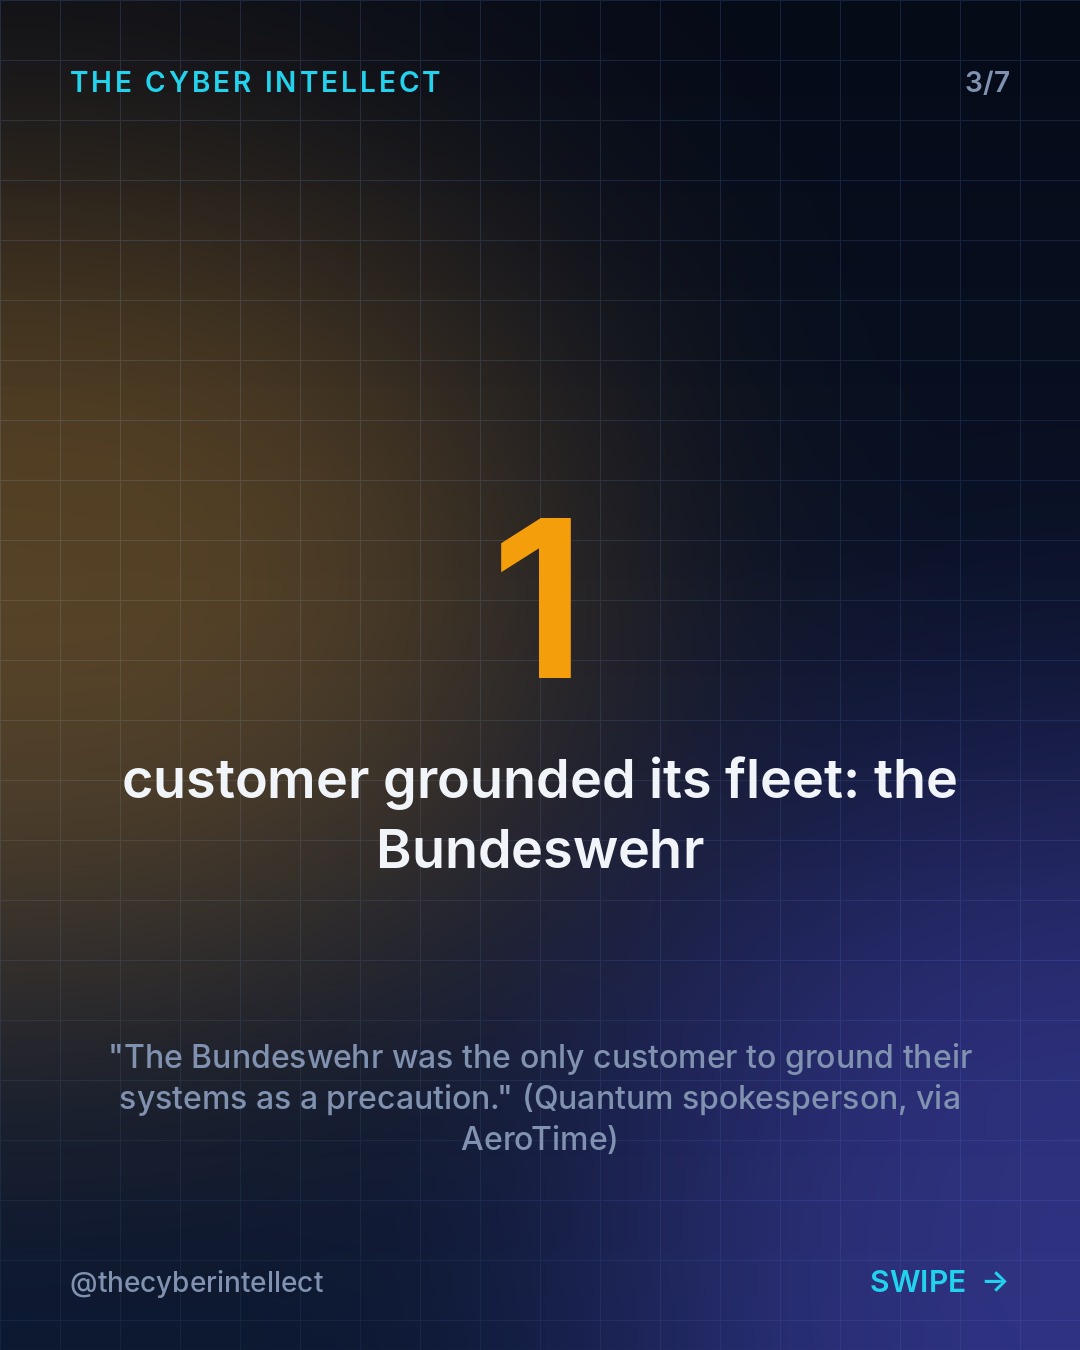 THE CYBER INTELLECT
3/7
1
customer grounded its fleet: the
Bundeswehr
"The Bundeswehr was the only customer to ground their
systems as a precaution." (Quantum spokesperson, via
AeroTime)
@thecyberintellect
SWIPE →